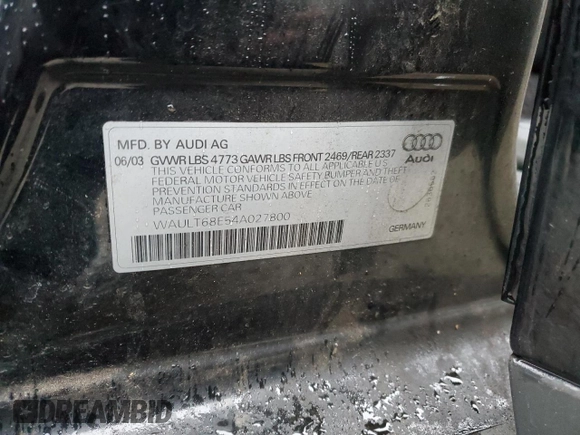 MFD. BY AUDI AG
06/03 GVWR LBS 4773 GAWR LBS FRONT 2469/REAR 2337
THIS VEHICLE CONFORMS TO ALL APPLICABLE U.S.
FEDERAL MOTOR VEHICLE SAFETY,BUMPER AND THEFT
PREVENTION STANDARDS IN EFFECT ON THE DATE OF
MANUFACTURE SHOWN ABOVE
PASSENGER CAR
WAULT68E54A027800
Audi
GERMANY
DREAMBID